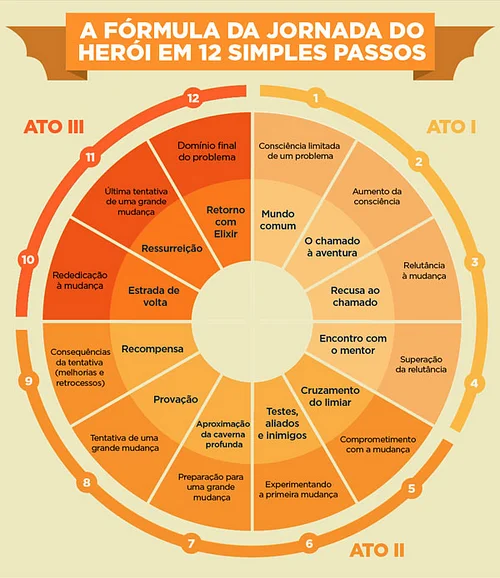 A FÓRMULA DA JORNADA DO
HERÓI EM 12 SIMPLES PASSOS
ATO I
1
Consciência limitada
de um problema
Mundo
comum
2
Aumento da
consciência
O chamado
à aventura
3
Relutância
à mudança
Recusa ao
chamado
4
Superação
da relutância
Encontro com
o mentor
ATO II
5
Comprometimento
com a mudança
Cruzamento
do limiar
6
Experimentando
a primeira mudança
Testes,
aliados
e inimigos
7
Preparação para
uma grande
mudança
Aproximação
da caverna
profunda
8
Tentativa de uma
grande mudança
Provação
9
Consequências
da tentativa
(melhorias e
retrocessos)
Recompensa
ATO III
10
Rededicação
à mudança
Estrada de
volta
11
Última tentativa
de uma grande
mudança
Ressurreição
12
Domínio final
do problema
Retorno
com
Elixir